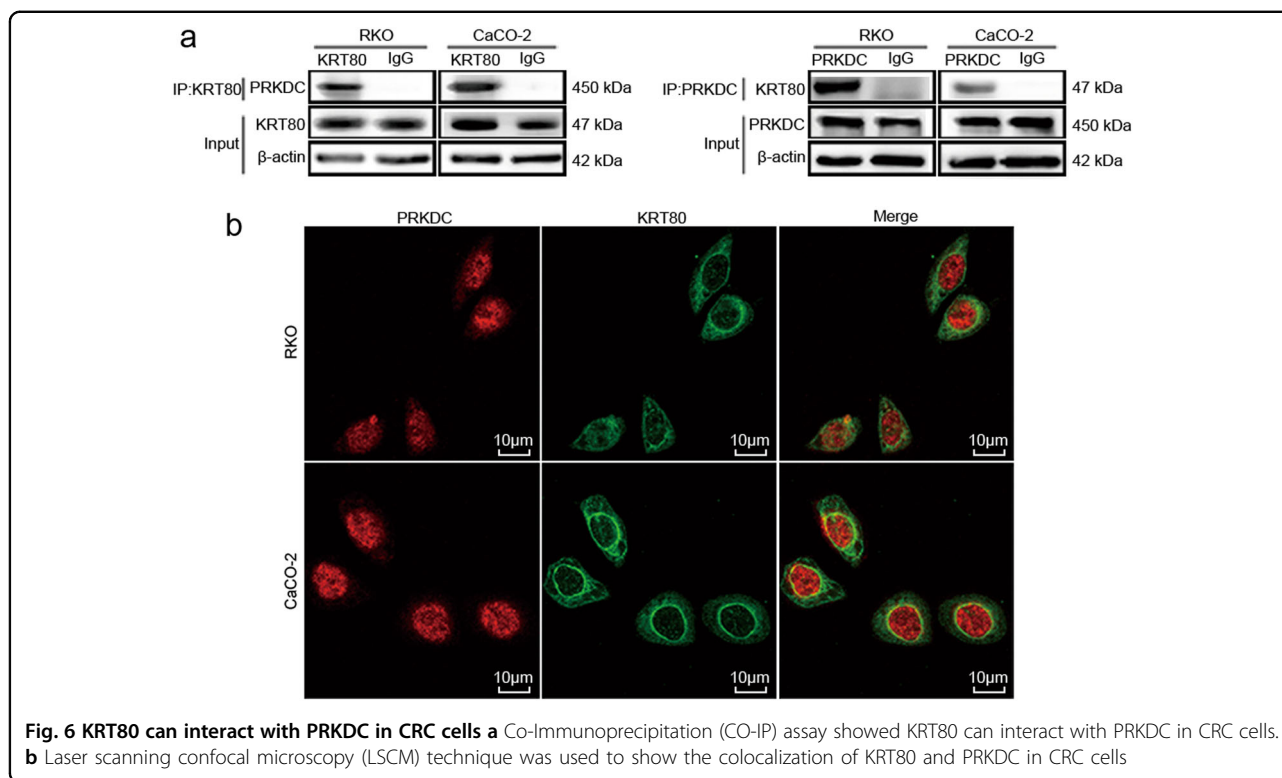 a
RKO CaCO-2
KRT80 IgG KRT80 IgG
IP:KRT80 PRKDC 450 kDa
Input KRT80 47 kDa
β-actin 42 kDa
RKO CaCO-2
PRKDC IgG PRKDC IgG
IP:PRKDC KRT80 47 kDa
Input PRKDC 450 kDa
β-actin 42 kDa
b
PRKDC KRT80 Merge
RKO
10μm 10μm 10μm
CaCO-2
10μm 10μm 10μm
Fig. 6 KRT80 can interact with PRKDC in CRC cells a Co-Immunoprecipitation (CO-IP) assay showed KRT80 can interact with PRKDC in CRC cells.
b Laser scanning confocal microscopy (LSCM) technique was used to show the colocalization of KRT80 and PRKDC in CRC cells